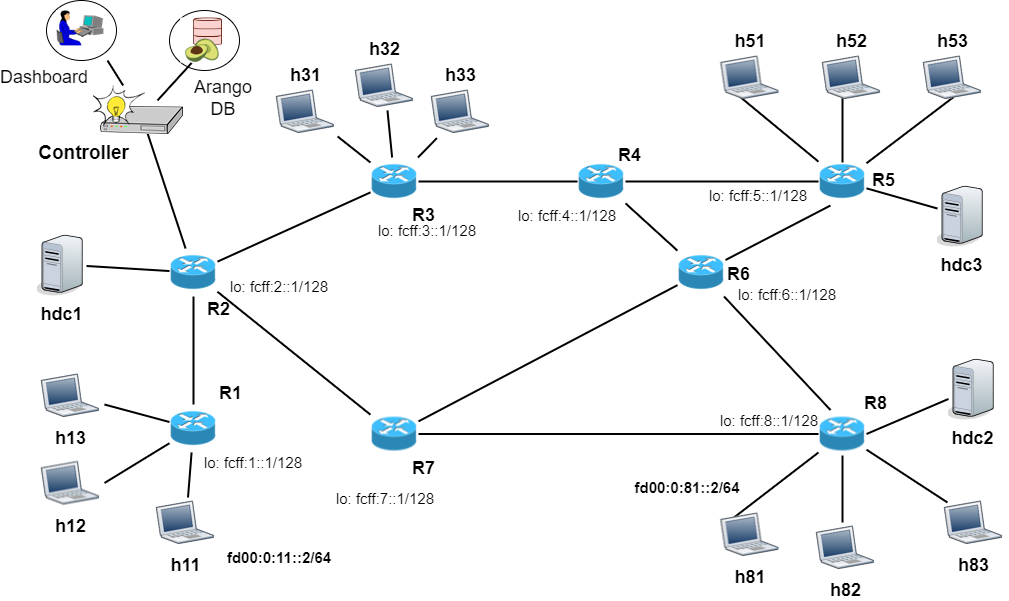 Dashboard
Arango
DB
Controller
h31
h32
h33
h51
h52
h53
R3
lo: fcff:3::1/128
R4
lo: fcff:4::1/128
R5
lo: fcff:5::1/128
hdc3
hdc1
R2
lo: fcff:2::1/128
R6
lo: fcff:6::1/128
h13
h12
R1
lo: fcff:1::1/128
h11
fd00:0:11::2/64
R7
lo: fcff:7::1/128
R8
lo: fcff:8::1/128
hdc2
fd00:0:81::2/64
h81
h82
h83